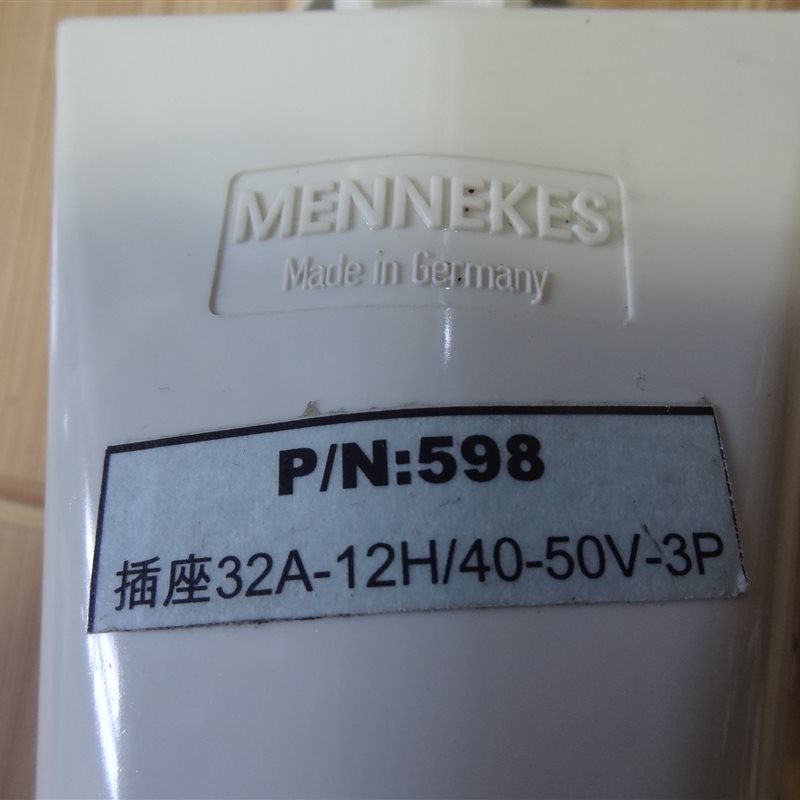 MENNEKES
Made in Germany
P/N:598
插座32A-12H/40-50V-3P